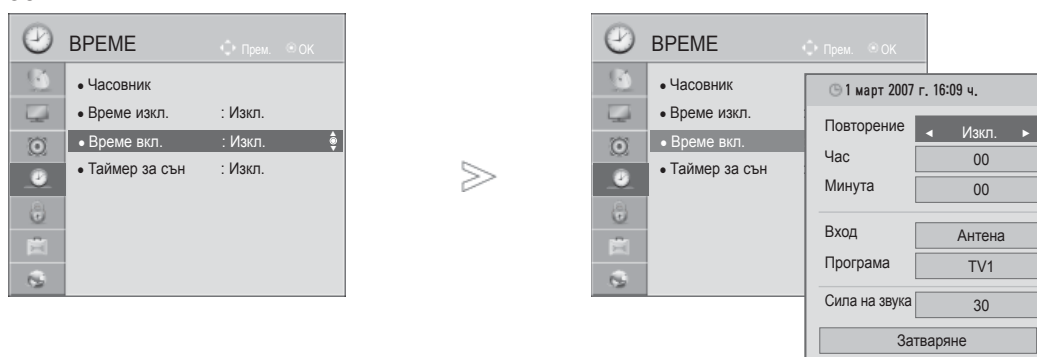 ВРЕМЕ Прем. OK
• Часовник
• Време изкл. : Изкл.
• Време вкл. : Изкл.
• Таймер за сън : Изкл.
ВРЕМЕ Прем. OK
• Часовник
• Време изкл.
• Време вкл.
• Таймер за сън :
1 март 2007 г. 16:09 ч.
Повторение ◄ Изкл. ►
Час 00
Минута 00
Вход Антена
Програма TV1
Сила на звука 30
Затваряне